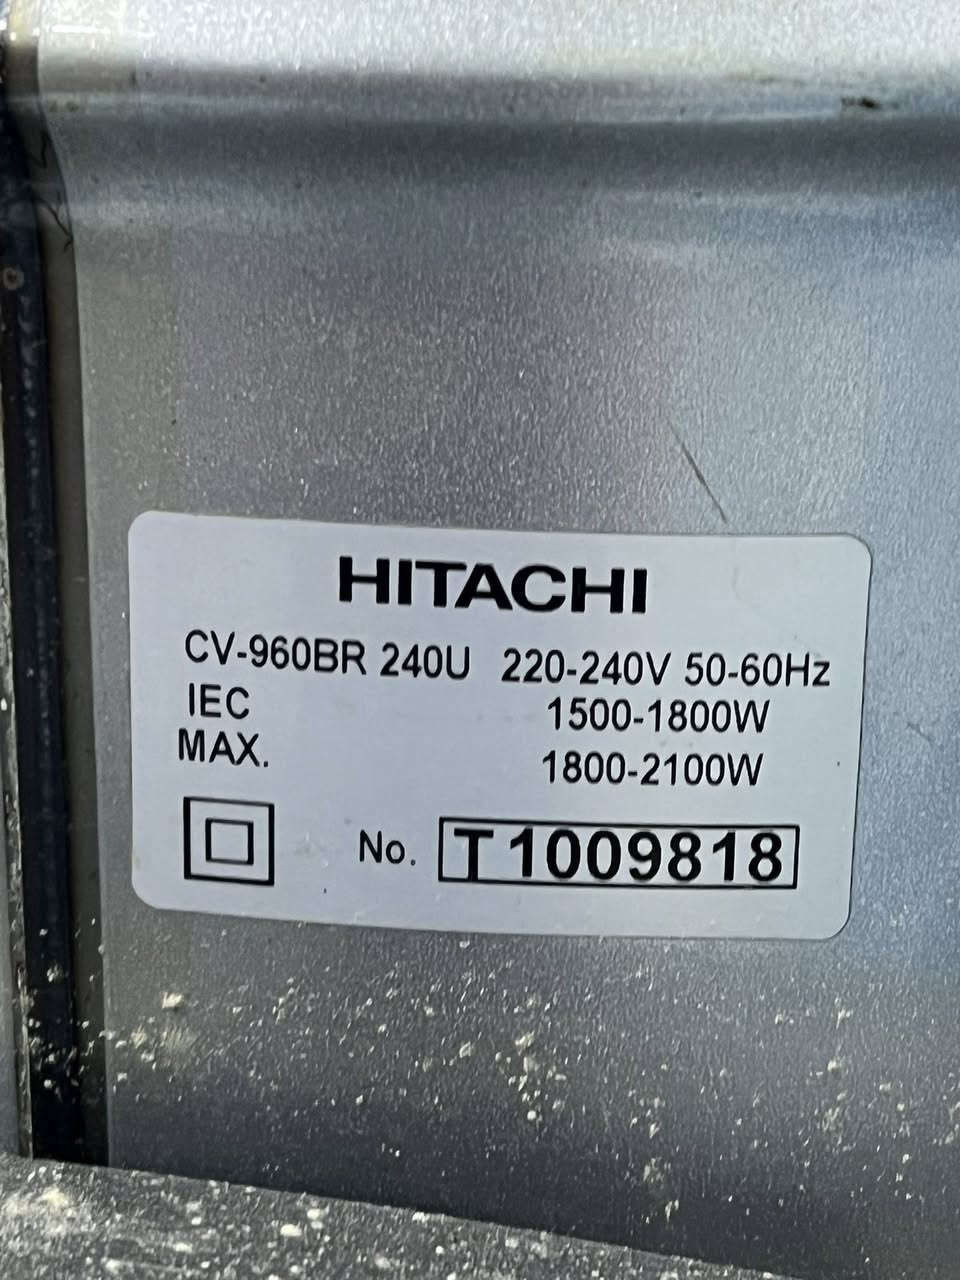 HITACHI
CV-960BR 240U 220-240V 50-60Hz
IEC 1500-1800W
MAX. 1800-2100W
No. T1009818